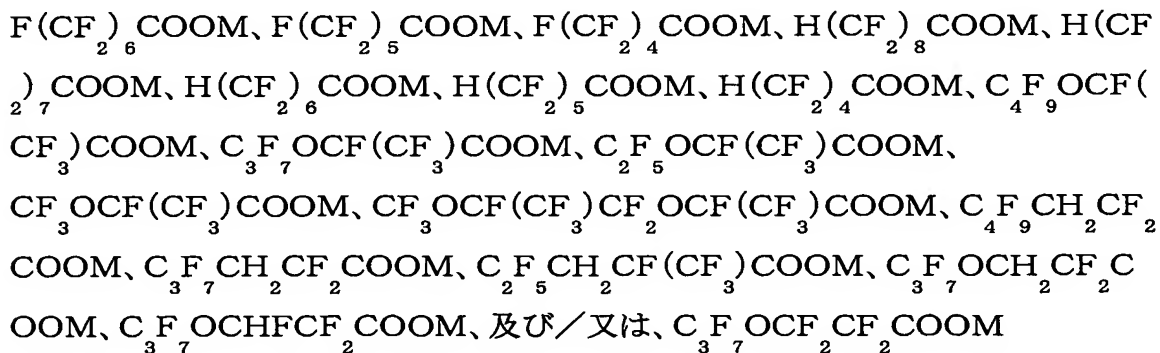 F(CF₂)₆COOM、F(CF₂)₅COOM、F(CF₂)₄COOM、H(CF₂)₈COOM、H(CF
₂)₇COOM、H(CF₂)₆COOM、H(CF₂)₅COOM、H(CF₂)₄COOM、C₄F₉OCF(
CF₃)COOM、C₃F₇OCF(CF₃)COOM、C₂F₅OCF(CF₃)COOM、
CF₃OCF(CF₃)COOM、CF₃OCF(CF₃)CF₂OCF(CF₃)COOM、C₄F₉CH₂CF₂
COOM、C₃F₇CH₂CF₂COOM、C₂F₅CH₂CF(CF₃)COOM、C₃F₇OCH₂CF₂C
OOM、C₃F₇OCHFCF₂COOM、及び/又は、C₃F₇OCF₂CF₂COOM